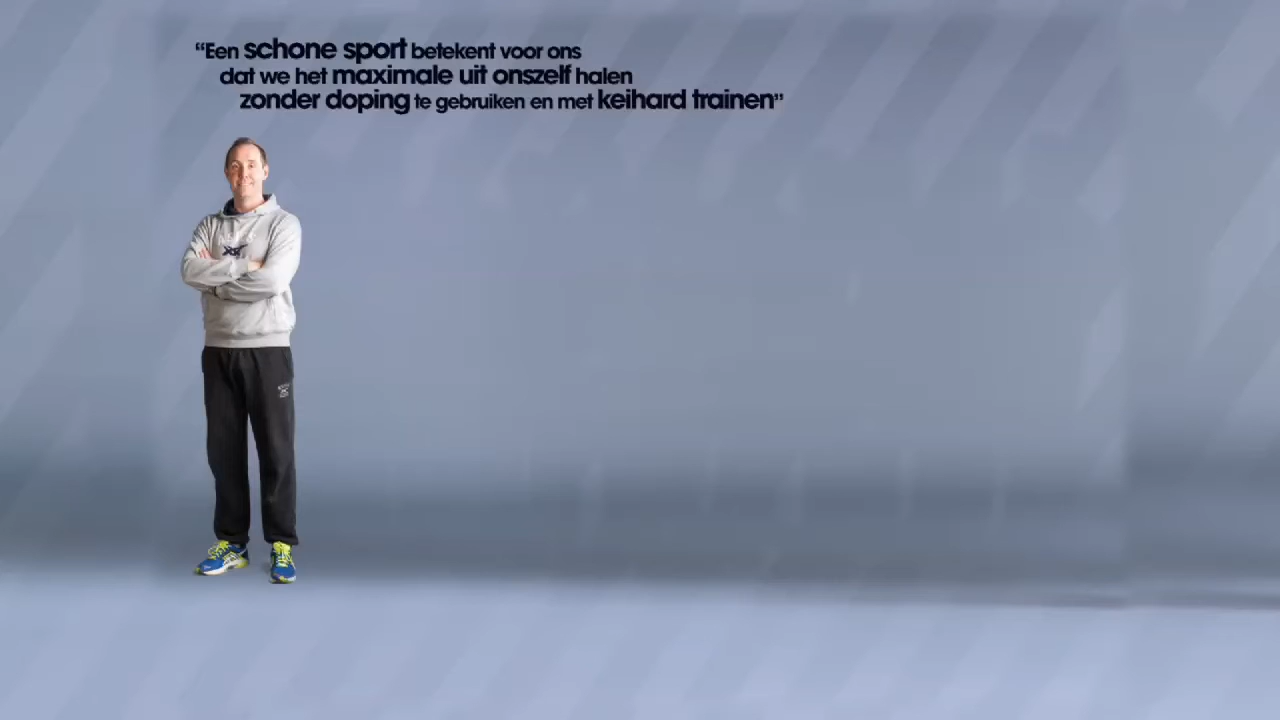 “Een schone sport betekent voor ons
dat we het maximale uit onszelf halen
zonder doping te gebruiken en met keihard trainen”